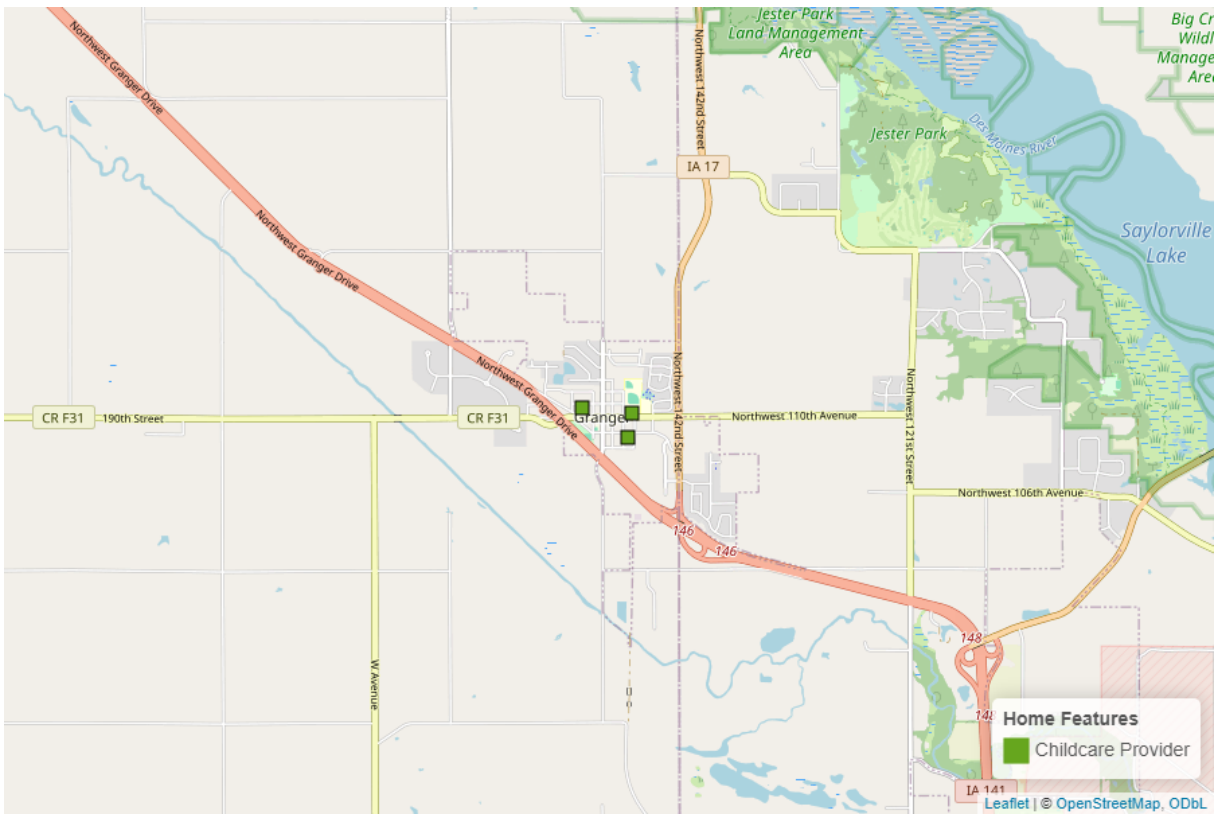 Jester Park
Land Management
Area
Big Cr
Wildl
Manage
Area
Northwest Granger Drive
Northwest 142nd Street
Des Moines River
Jester Park
IA 17
Northwest Granger Drive
Saylorville
Lake
Northwest Granger Drive
Northwest 142nd Street
Northwest 121st Street
CR F31
190th Street
CR F31
Granger
Northwest 110th Avenue
Northwest 106th Avenue
146
146
148
W Avenue
148
Home Features
Childcare Provider
IA 141
Leaflet | © OpenStreetMap, ODbL